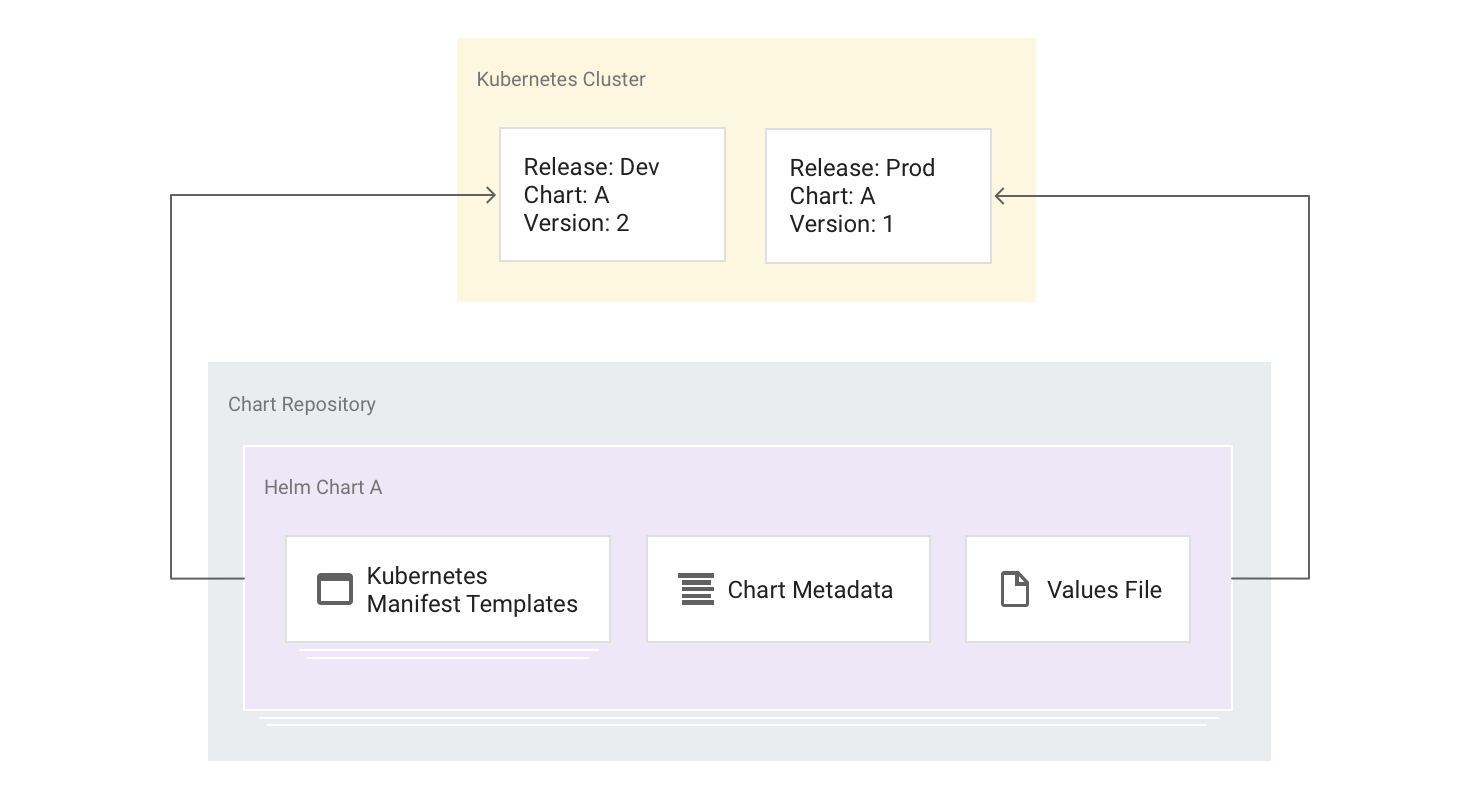 Kubernetes Cluster
Release: Dev
Chart: A
Version: 2
Release: Prod
Chart: A
Version: 1
Chart Repository
Helm Chart A
Kubernetes
Manifest Templates
Chart Metadata
Values File